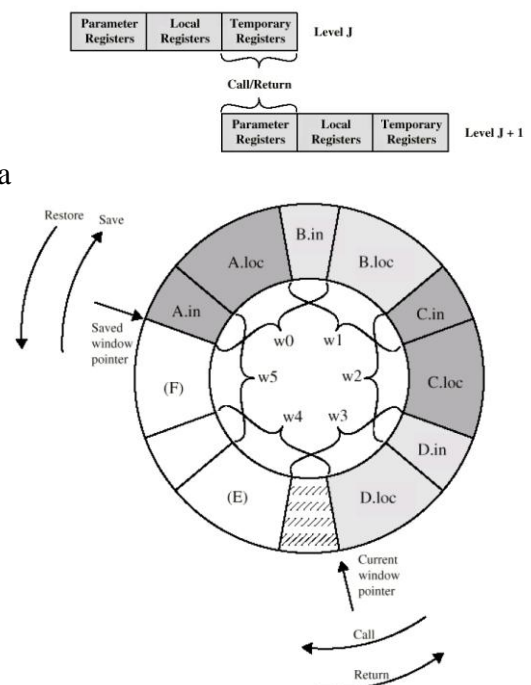 Parameter Registers
Local Registers
Temporary Registers
Level J
Call/Return
Parameter Registers
Local Registers
Temporary Registers
Level J + 1
a
Restore
Save
Saved window pointer
A.in
A.loc
B.in
B.loc
C.in
C.loc
D.in
D.loc
(E)
(F)
w0
w1
w2
w3
w4
w5
Current window pointer
Call
Return